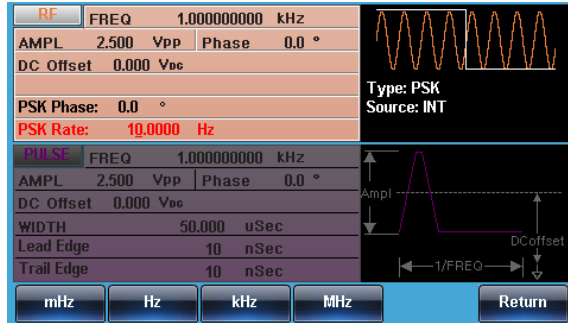 RF FREQ 1.000000000 kHz
AMPL 2.500 Vpp Phase 0.0 °
DC Offset 0.000 VDC
PSK Phase: 0.0 °
PSK Rate: 10.0000 Hz
Type: PSK
Source: INT
PULSE FREQ 1.000000000 kHz
AMPL 2.500 Vpp Phase 0.0 °
DC Offset 0.000 VDC
WIDTH 50.000 uSec
Lead Edge 10 nSec
Trail Edge 10 nSec
Ampl
DCoffset
1/FREQ
mHz Hz kHz MHz Return